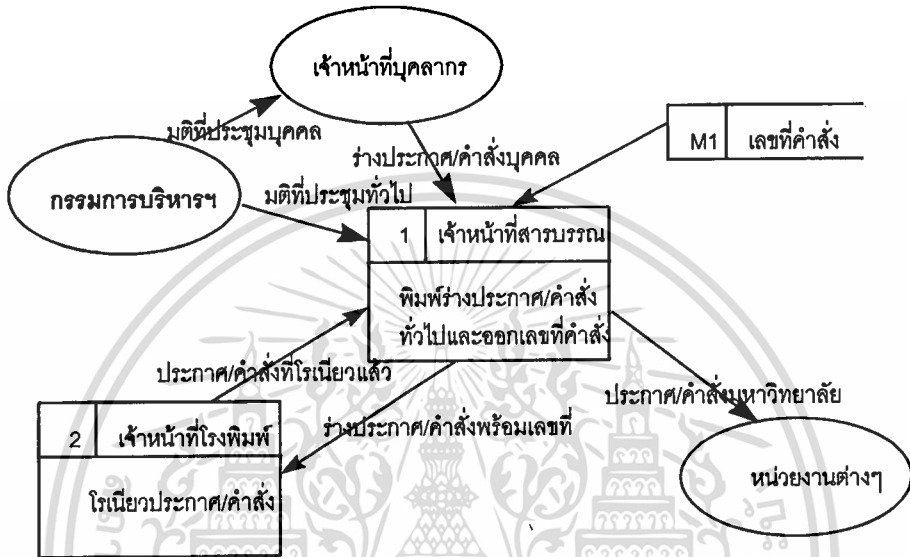 เจ้าหน้าที่บุคลากร
มติที่ประชุมบุคคล
M1 เลขที่คำสั่ง
ร่างประกาศ/คำสั่งบุคคล
กรรมการบริหารฯ
มติที่ประชุมทั่วไป
1 เจ้าหน้าที่สารบรรณ
พิมพ์ร่างประกาศ/คำสั่ง
ทั่วไปและออกเลขที่คำสั่ง
ประกาศ/คำสั่งที่โรเนียวแล้ว
ประกาศ/คำสั่งมหาวิทยาลัย
2 เจ้าหน้าที่โรงพิมพ์
ร่างประกาศ/คำสั่งพร้อมเลขที่
หน่วยงานต่างๆ
โรเนียวประกาศ/คำสั่ง